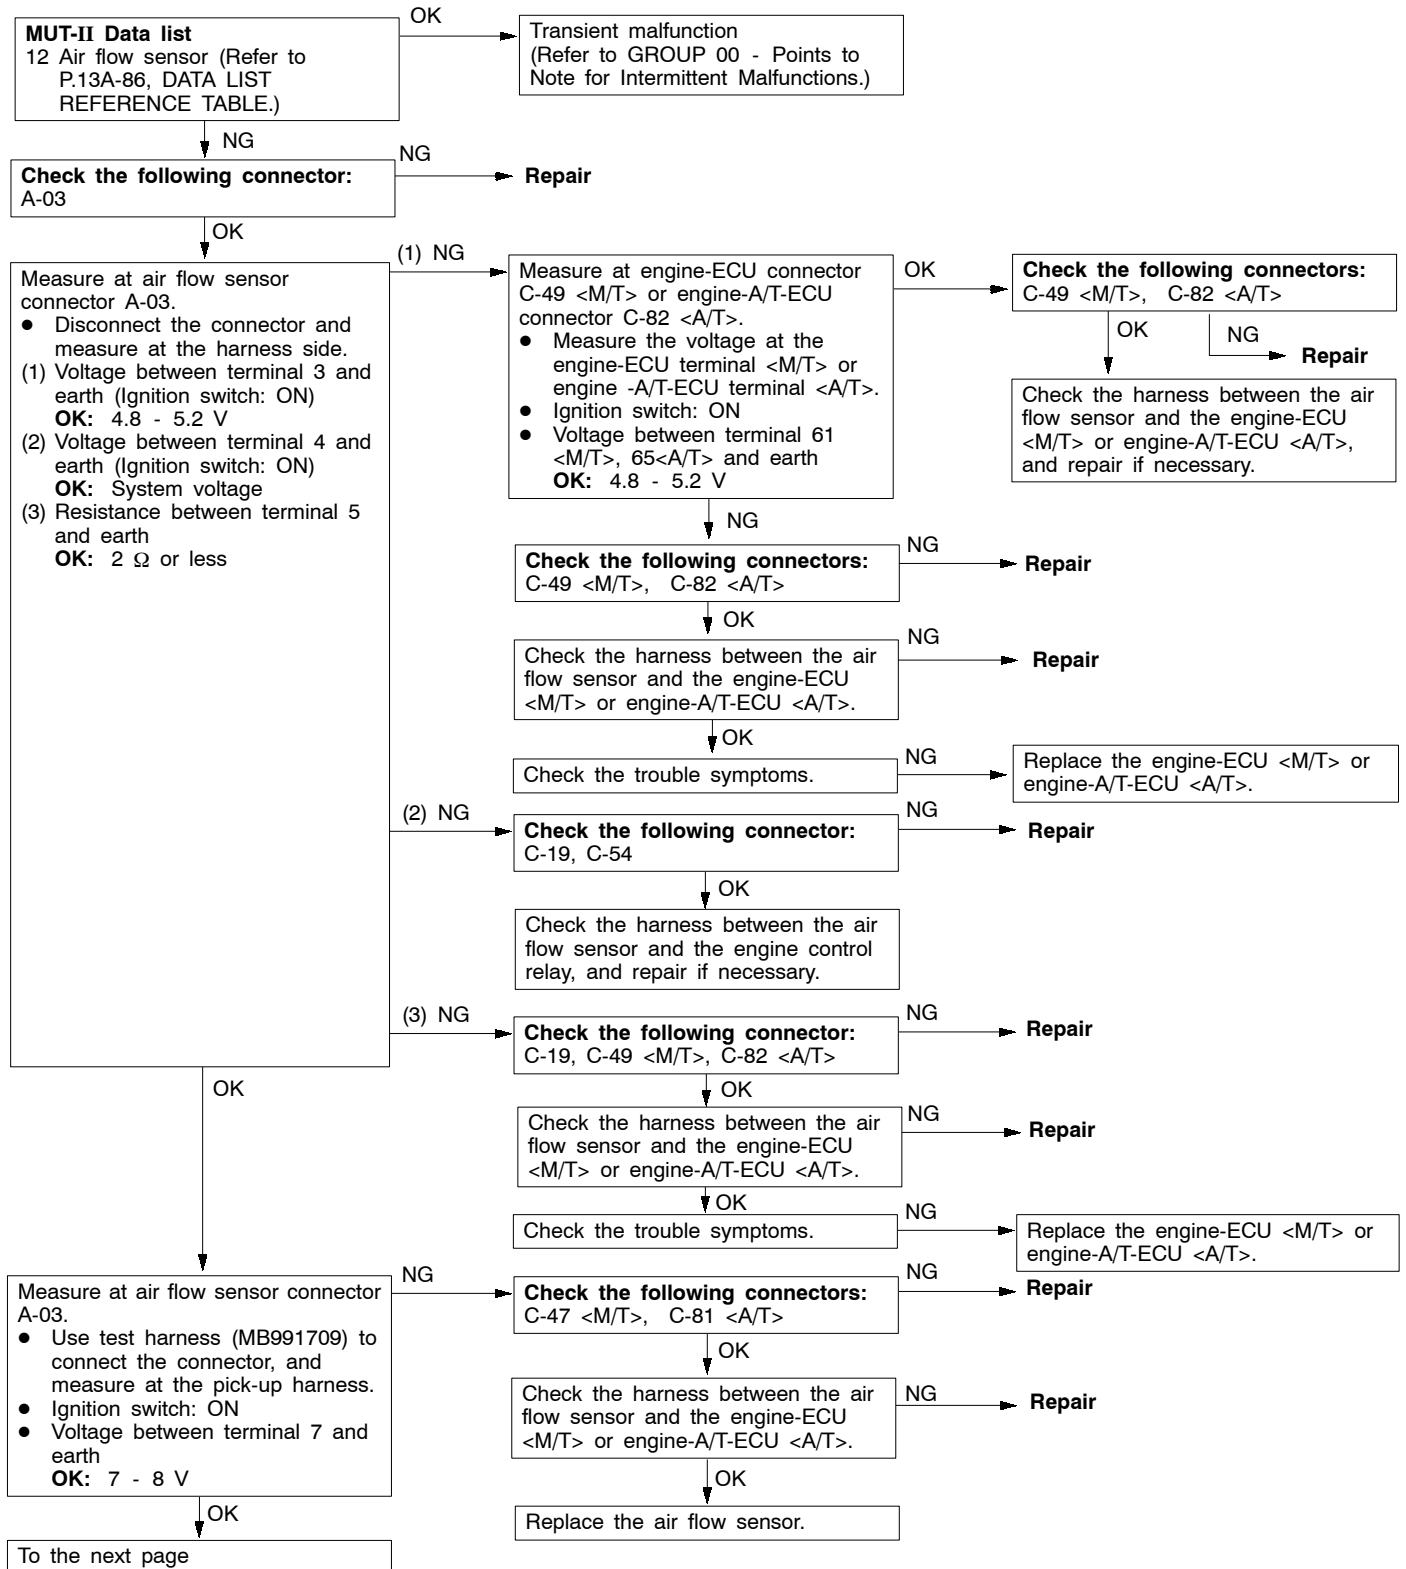 MUT-II Data list
12 Air flow sensor (Refer to
P.13A-86, DATA LIST
REFERENCE TABLE.)
OK
Transient malfunction
(Refer to GROUP 00 - Points to
Note for Intermittent Malfunctions.)
NG
Check the following connector:
A-03
NG
Repair
OK
Measure at air flow sensor
connector A-03.
● Disconnect the connector and
measure at the harness side.
(1) Voltage between terminal 3 and
earth (Ignition switch: ON)
OK: 4.8 - 5.2 V
(2) Voltage between terminal 4 and
earth (Ignition switch: ON)
OK: System voltage
(3) Resistance between terminal 5
and earth
OK: 2 Ω or less
(1) NG
Measure at engine-ECU connector
C-49 <M/T> or engine-A/T-ECU
connector C-82 <A/T>.
● Measure the voltage at the
engine-ECU terminal <M/T> or
engine -A/T-ECU terminal <A/T>.
● Ignition switch: ON
● Voltage between terminal 61
<M/T>, 65<A/T> and earth
OK: 4.8 - 5.2 V
OK
Check the following connectors:
C-49 <M/T>, C-82 <A/T>
OK
NG
Repair
Check the harness between the air
flow sensor and the engine-ECU
<M/T> or engine-A/T-ECU <A/T>,
and repair if necessary.
NG
Check the following connectors:
C-49 <M/T>, C-82 <A/T>
NG
Repair
OK
Check the harness between the air
flow sensor and the engine-ECU
<M/T> or engine-A/T-ECU <A/T>.
NG
Repair
OK
Check the trouble symptoms.
NG
Replace the engine-ECU <M/T> or
engine-A/T-ECU <A/T>.
(2) NG
Check the following connector:
C-19, C-54
NG
Repair
OK
Check the harness between the air
flow sensor and the engine control
relay, and repair if necessary.
(3) NG
Check the following connector:
C-19, C-49 <M/T>, C-82 <A/T>
NG
Repair
OK
Check the harness between the air
flow sensor and the engine-ECU
<M/T> or engine-A/T-ECU <A/T>.
NG
Repair
OK
Check the trouble symptoms.
NG
Replace the engine-ECU <M/T> or
engine-A/T-ECU <A/T>.
OK
Measure at air flow sensor connector
A-03.
● Use test harness (MB991709) to
connect the connector, and
measure at the pick-up harness.
● Ignition switch: ON
● Voltage between terminal 7 and
earth
OK: 7 - 8 V
NG
Check the following connectors:
C-47 <M/T>, C-81 <A/T>
NG
Repair
OK
Check the harness between the air
flow sensor and the engine-ECU
<M/T> or engine-A/T-ECU <A/T>.
NG
Repair
OK
Replace the air flow sensor.
OK
To the next page